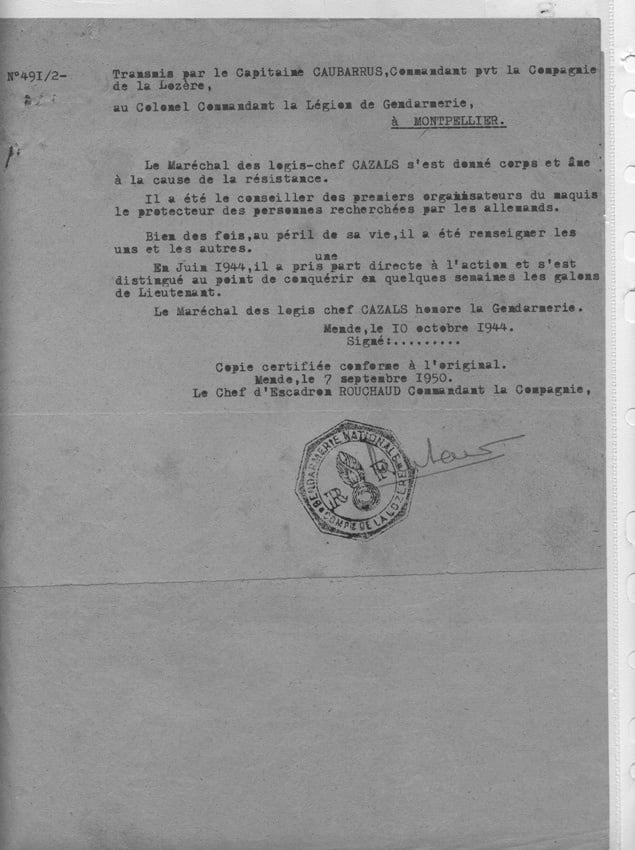 N°491/2- Transmis par le Capitaine CAUBARRUS,Commandant pvt la Compagnie
de la Lozère,
au Colonel Commandant la Légion de Gendarmerie,
à MONTPELLIER.
Le Maréchal des logis-chef CAZALS s'est donné corps et âme
à la cause de la résistance.
Il a été le conseiller des premiers organisateurs du maquis
le protecteur des personnes recherchées par les allemands.
Bien des fois,au péril de sa vie,il a été renseigner les
uns et les autres.
une
En Juin 1944,il a pris part directe à l'action et s'est
distingué au point de conquérir en quelques semaines les galons
de Lieutenant.
Le Maréchal des logis chef CAZALS honore la Gendarmerie.
Mende,le 10 octobre 1944.
Signé:.........
Copie certifiée conforme à l'original.
Mende,le 7 septembre 1950.
Le Chef d'Escadron ROUCHAUD Commandant la Compagnie,
GENDARMERIE NATIONALE
RF
RF
COMPIE DE LA LOZERE